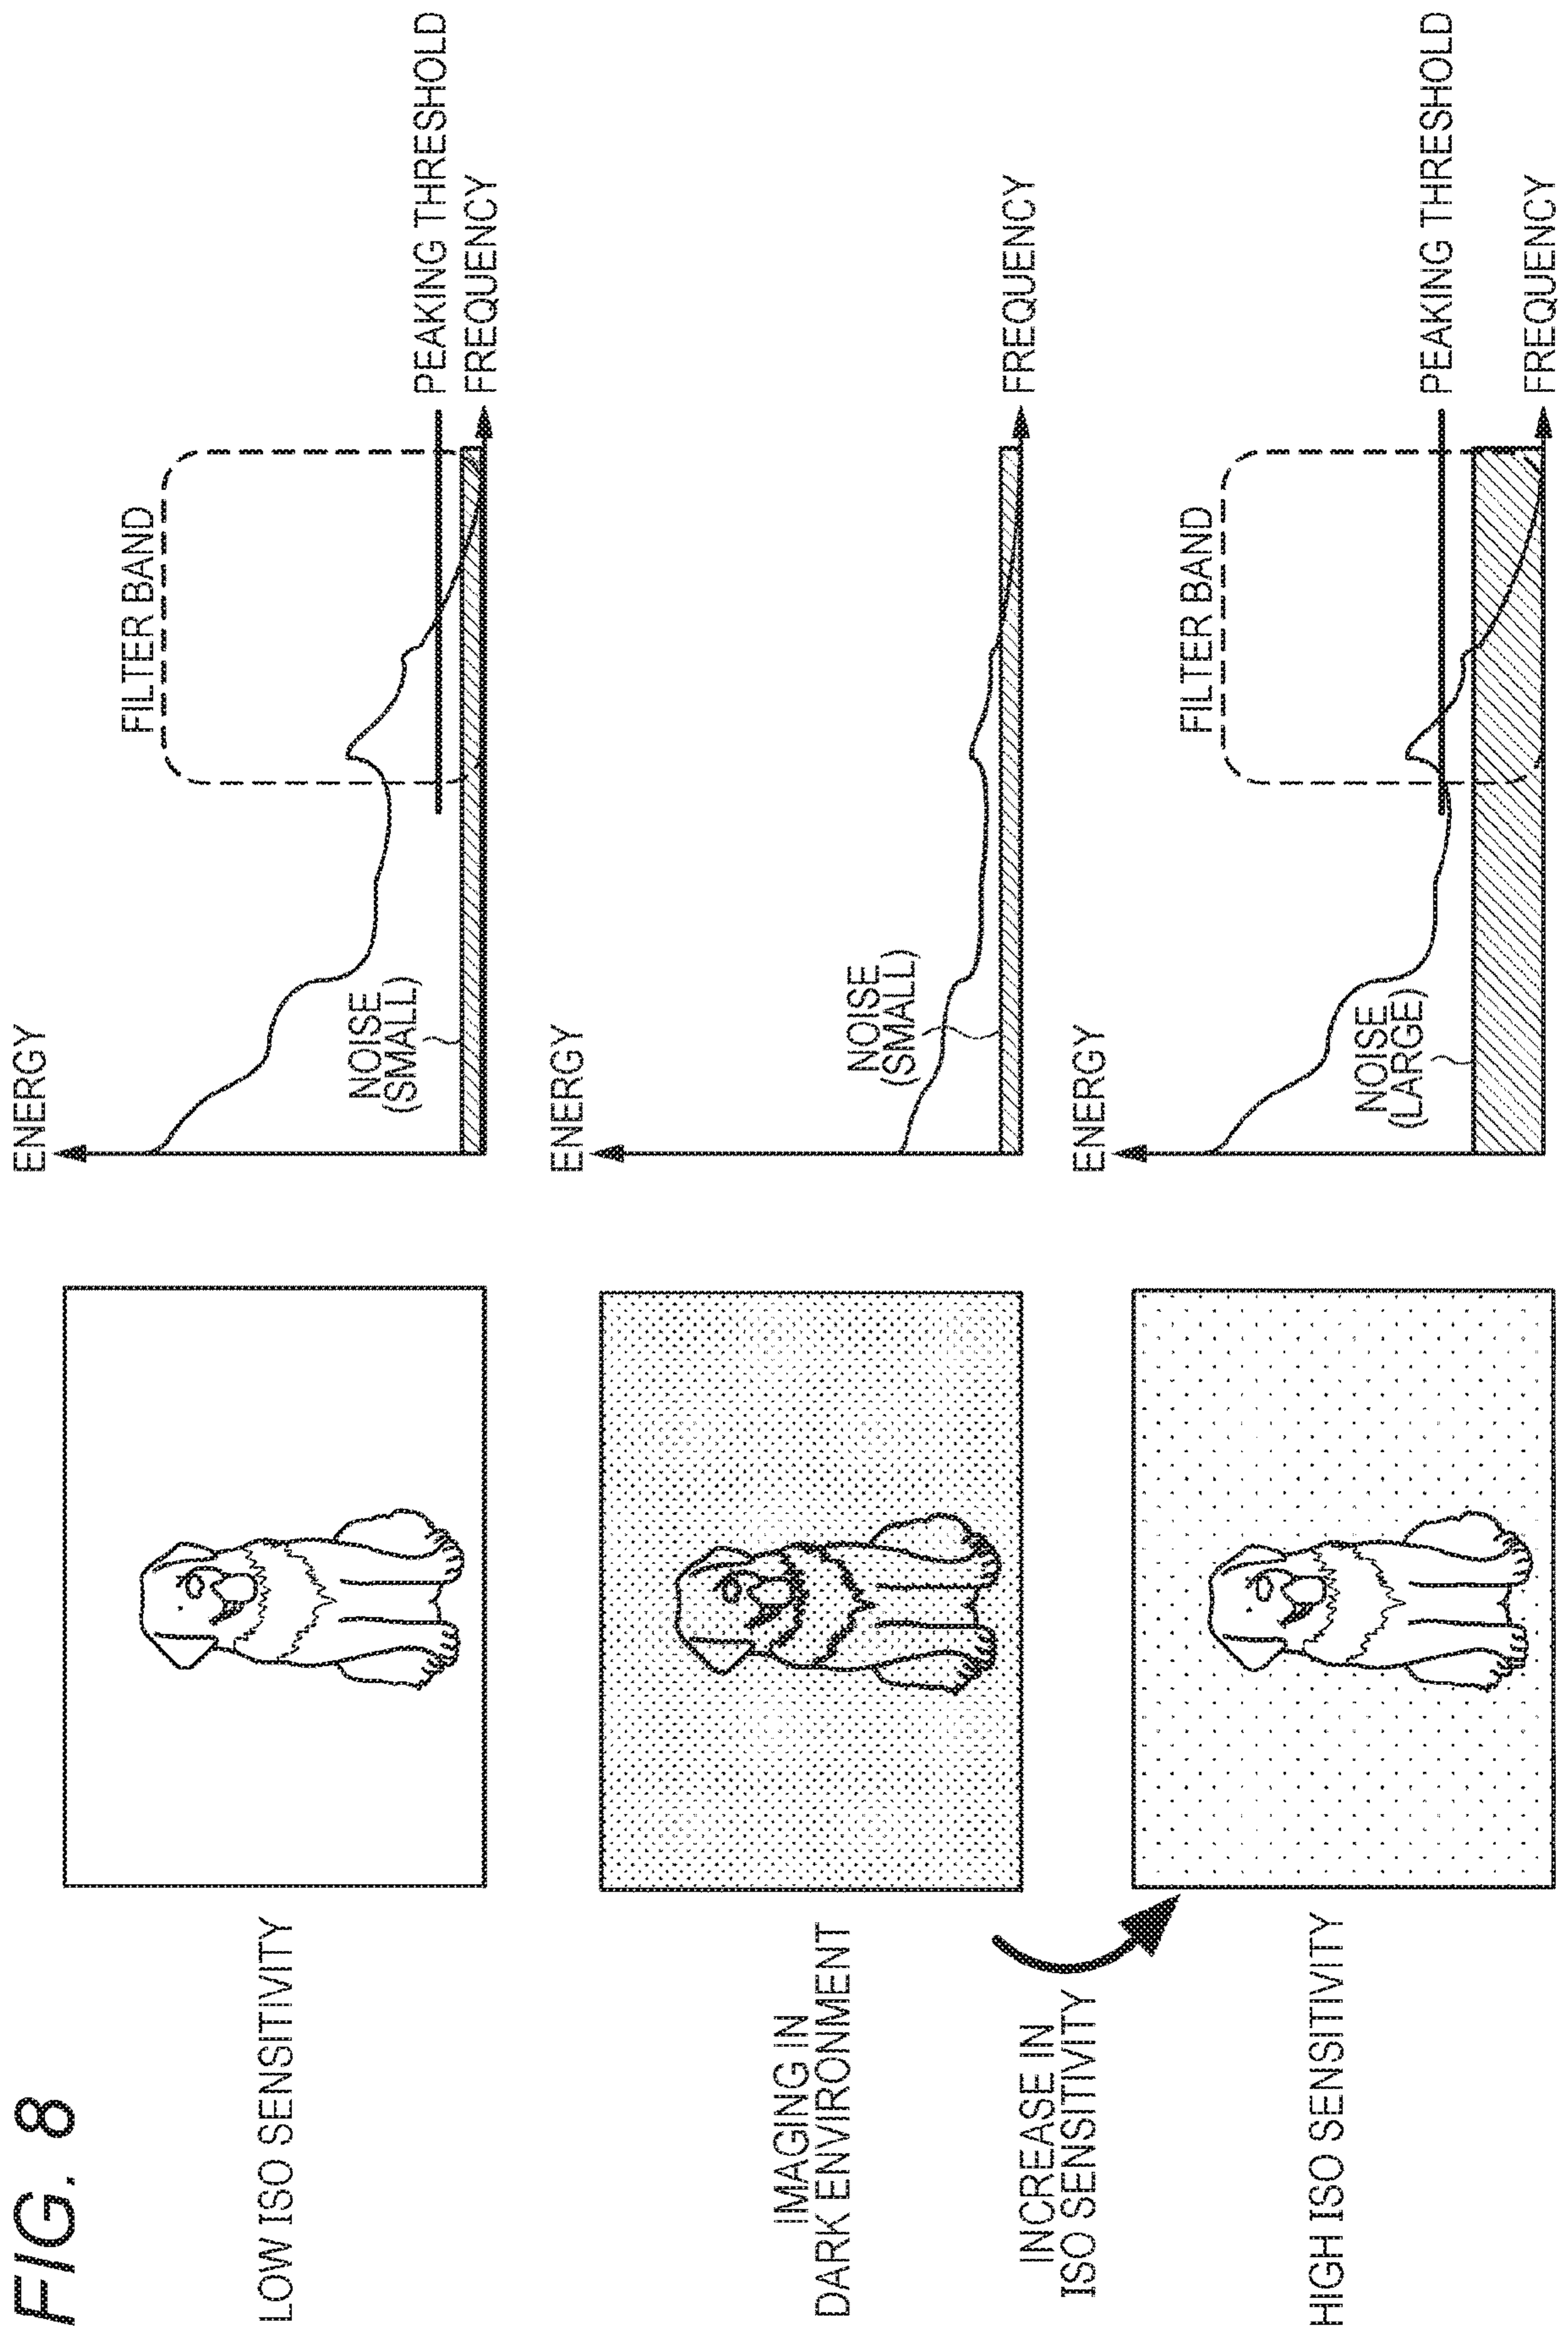 FIG. 8
LOW ISO SENSITIVITY
ENERGY
FILTER BAND
NOISE
(SMALL)
PEAKING THRESHOLD
FREQUENCY
IMAGING IN
DARK ENVIRONMENT
ENERGY
NOISE
(SMALL)
FREQUENCY
INCREASE IN
ISO SENSITIVITY
HIGH ISO SENSITIVITY
ENERGY
FILTER BAND
NOISE
(LARGE)
PEAKING THRESHOLD
FREQUENCY